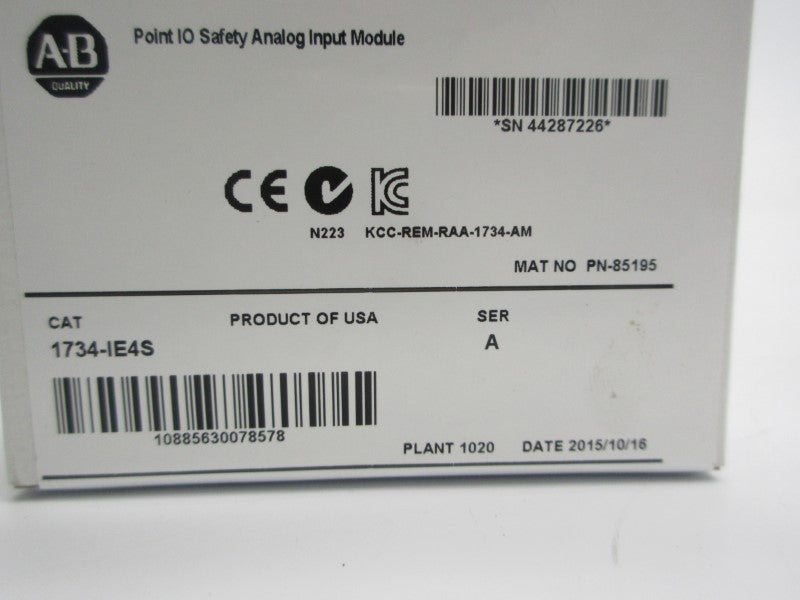 A-B
QUALITY
Point IO Safety Analog Input Module
*SN 44287226*
CE KC
N223 KCC-REM-RAA-1734-AM
MAT NO PN-85195
CAT PRODUCT OF USA SER
1734-IE4S A
10885630078578
PLANT 1020 DATE 2015/10/16